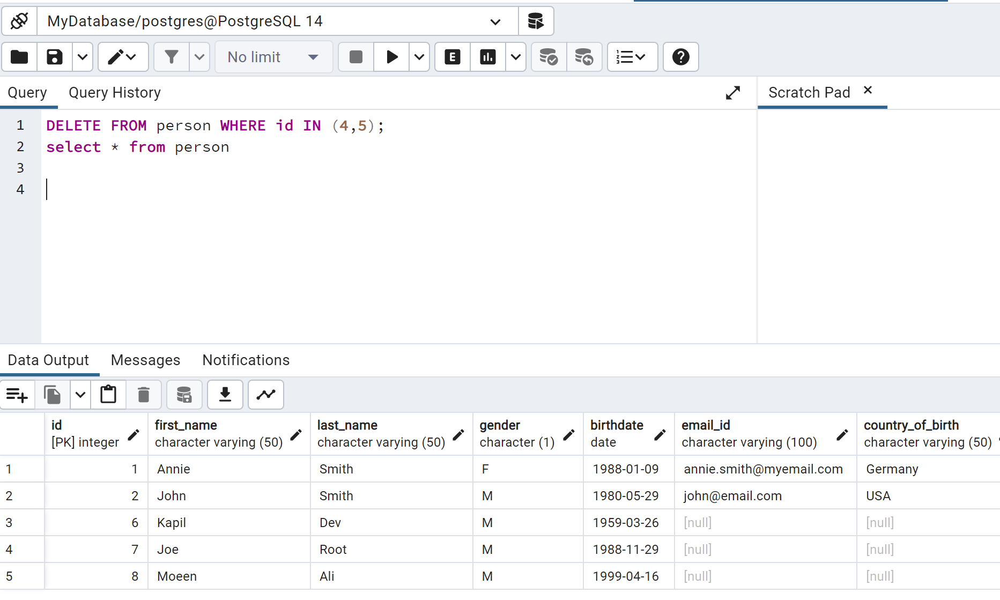 MyDatabase/postgres@PostgreSQL 14
No limit
E
Query Query History Scratch Pad
1 DELETE FROM person WHERE id IN (4,5);
2 select * from person
3
4
Data Output Messages Notifications
id first_name last_name gender birthdate email_id country_of_birth
[PK] integer character varying (50) character varying (50) character (1) date character varying (100) character varying (50)
1 1 Annie Smith F 1988-01-09 annie.smith@myemail.com Germany
2 2 John Smith M 1980-05-29 john@email.com USA
3 6 Kapil Dev M 1959-03-26 [null] [null]
4 7 Joe Root M 1988-11-29 [null] [null]
5 8 Moeen Ali M 1999-04-16 [null] [null]